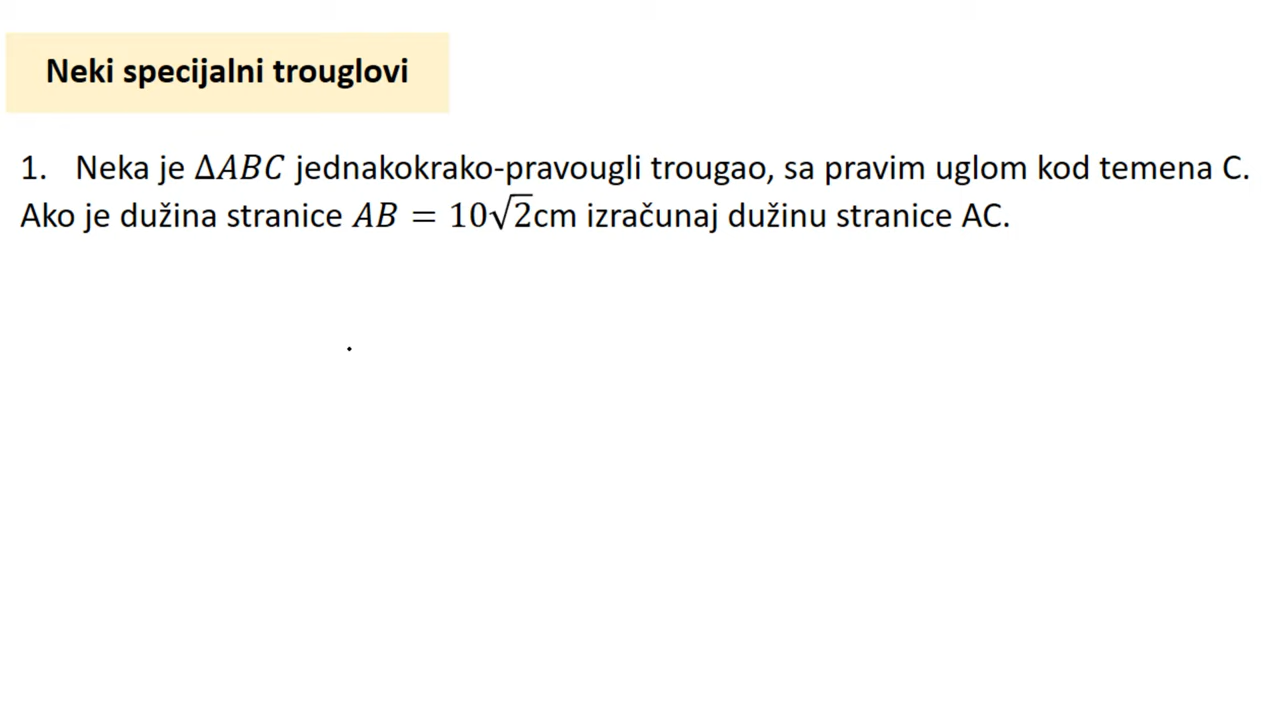 Neki specijalni trouglovi
1. Neka je ΔABC jednakokrako-pravougli trougao, sa pravim uglom kod temena C.
Ako je dužina stranice AB = 10√2cm izračunaj dužinu stranice AC.